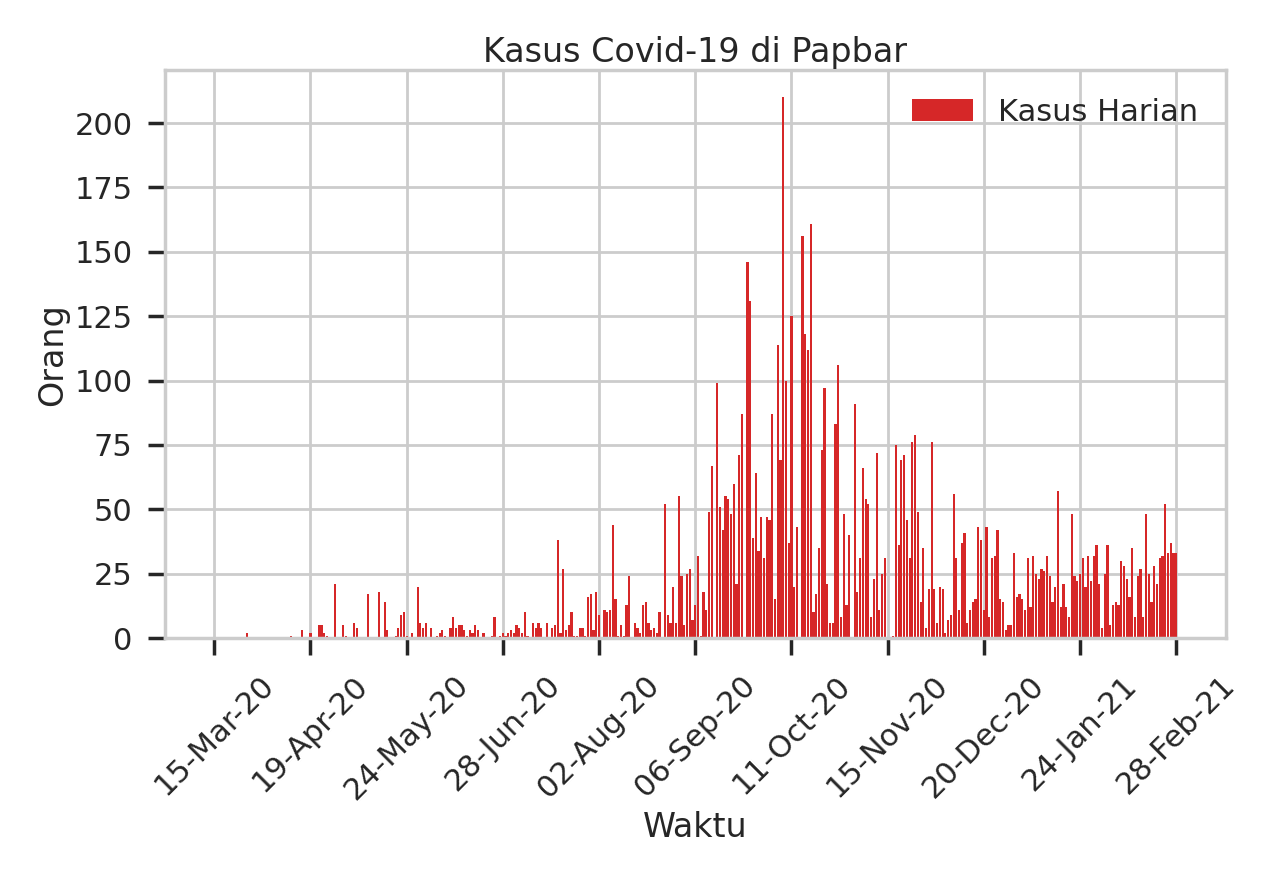 Kasus Covid-19 di Papbar
Kasus Harian
Orang
200
175
150
125
100
75
50
25
0
15-Mar-20
19-Apr-20
24-May-20
28-Jun-20
02-Aug-20
06-Sep-20
11-Oct-20
15-Nov-20
20-Dec-20
24-Jan-21
28-Feb-21
Waktu